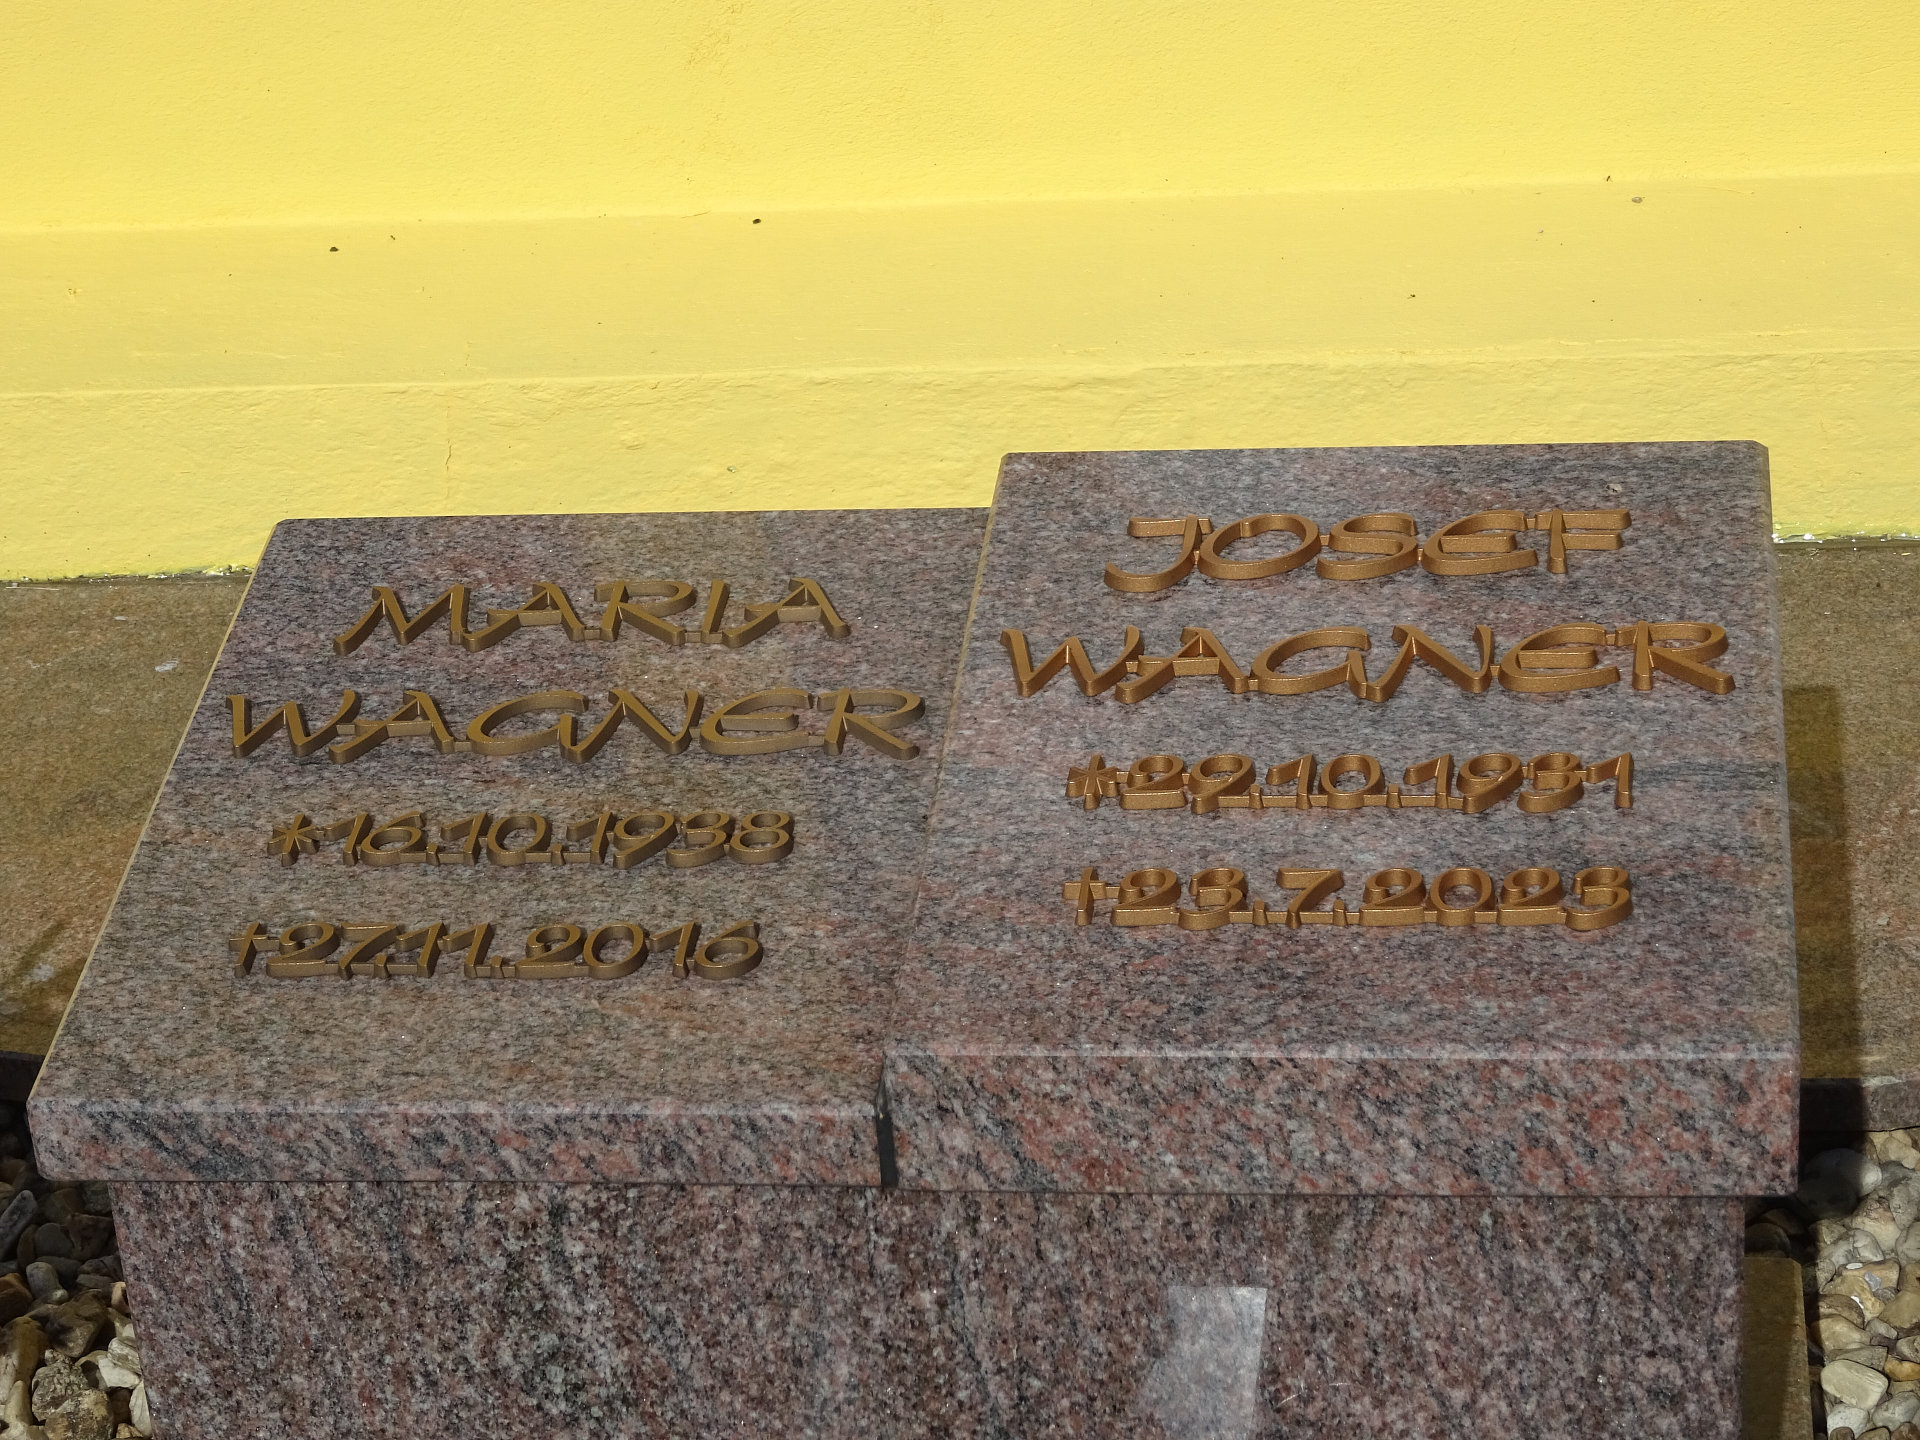 MARIA
WAGNER
*16.10.1938
†27.11.2016
JOSEF
WAGNER
*29.10.1931
†23.7.2023